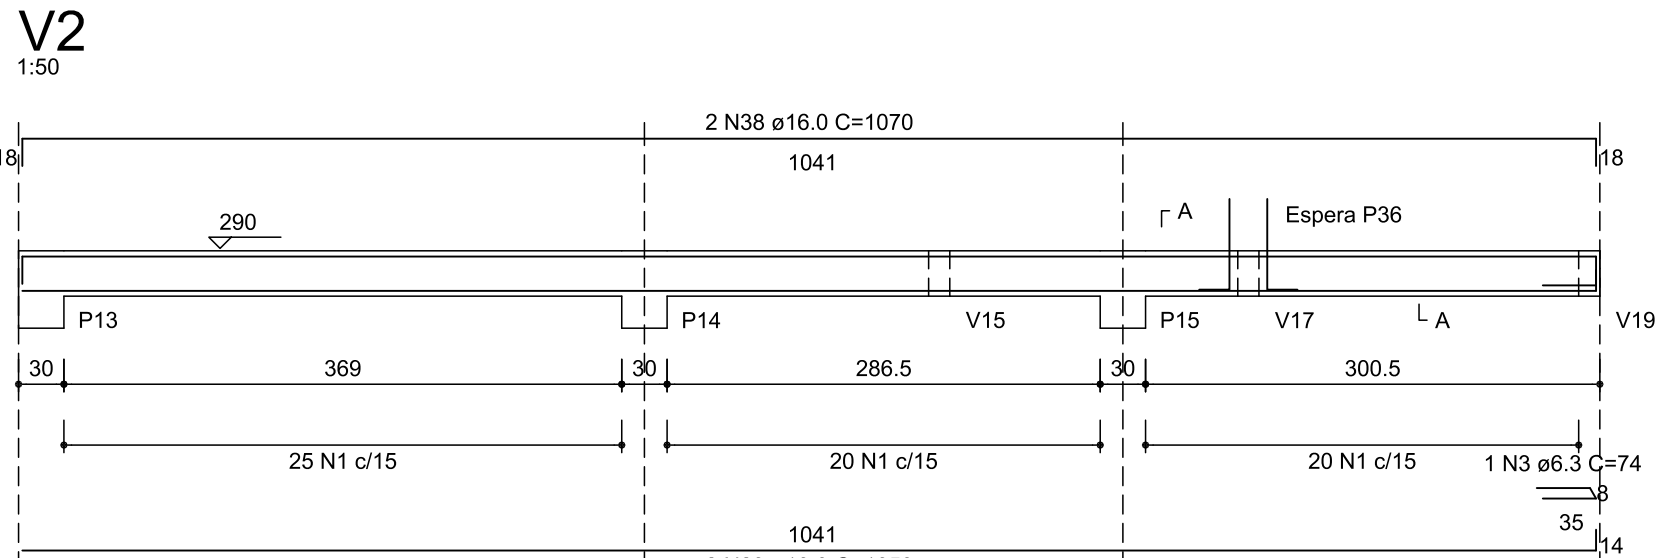 V2
1:50
2 N38 ø16.0 C=1070
18
1041
18
290
A
Espera P36
P13
P14
V15
P15
V17
A
V19
30
369
30
286.5
30
300.5
25 N1 c/15
20 N1 c/15
20 N1 c/15
1 N3 ø6.3 C=74
8
35
1041
14